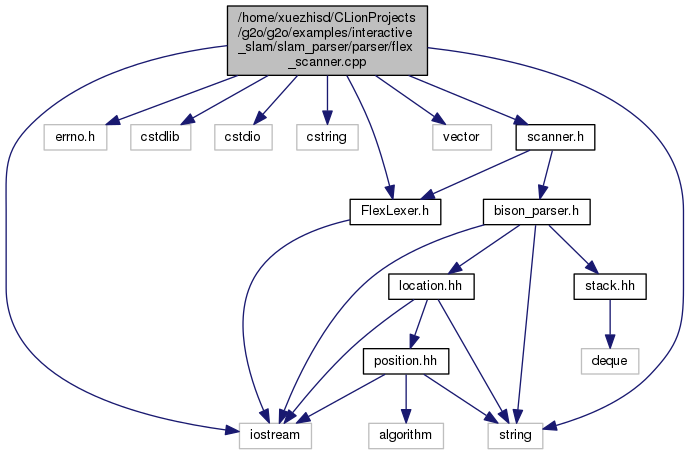 /home/xuezhisd/CLionProjects
/g2o/g2o/examples/interactive
_slam/slam_parser/parser/flex
_scanner.cpp
errno.h
cstdlib
cstdio
cstring
vector
scanner.h
FlexLexer.h
bison_parser.h
location.hh
stack.hh
position.hh
deque
iostream
algorithm
string